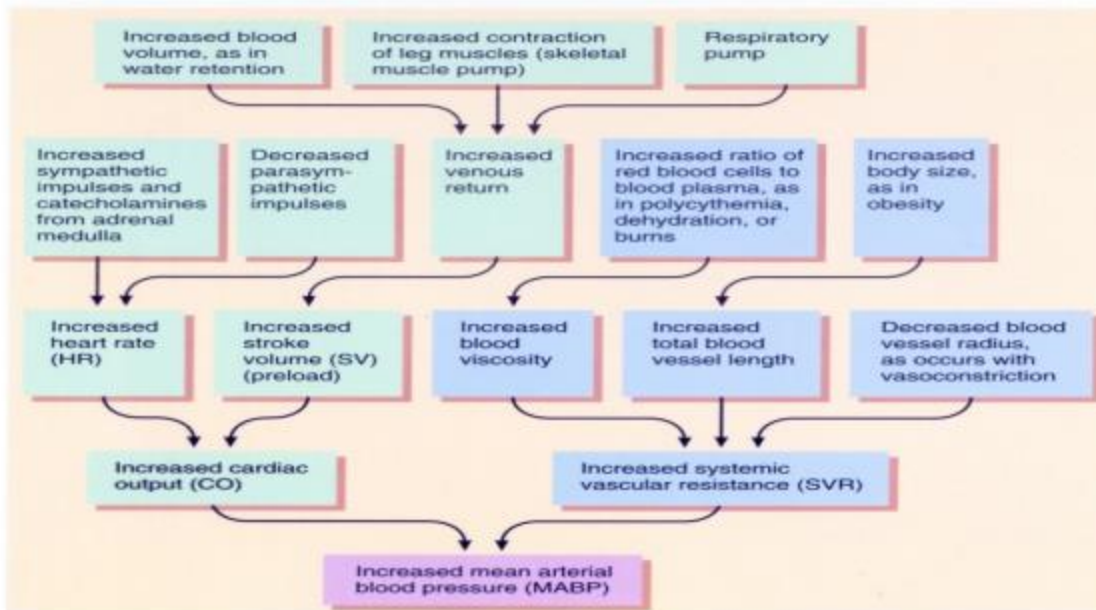 Increased blood
volume, as in
water retention
Increased contraction
of leg muscles (skeletal
muscle pump)
Respiratory
pump
Increased
sympathetic
impulses and
catecholamines
from adrenal
medulla
Decreased
parasym-
pathetic
impulses
Increased
venous
return
Increased ratio of
red blood cells to
blood plasma, as
in polycythemia,
dehydration, or
burns
Increased
body size,
as in
obesity
Increased
heart rate
(HR)
Increased
stroke
volume (SV)
(preload)
Increased
blood
viscosity
Increased
total blood
vessel length
Decreased blood
vessel radius,
as occurs with
vasoconstriction
Increased cardiac
output (CO)
Increased systemic
vascular resistance (SVR)
Increased mean arterial
blood pressure (MABP)